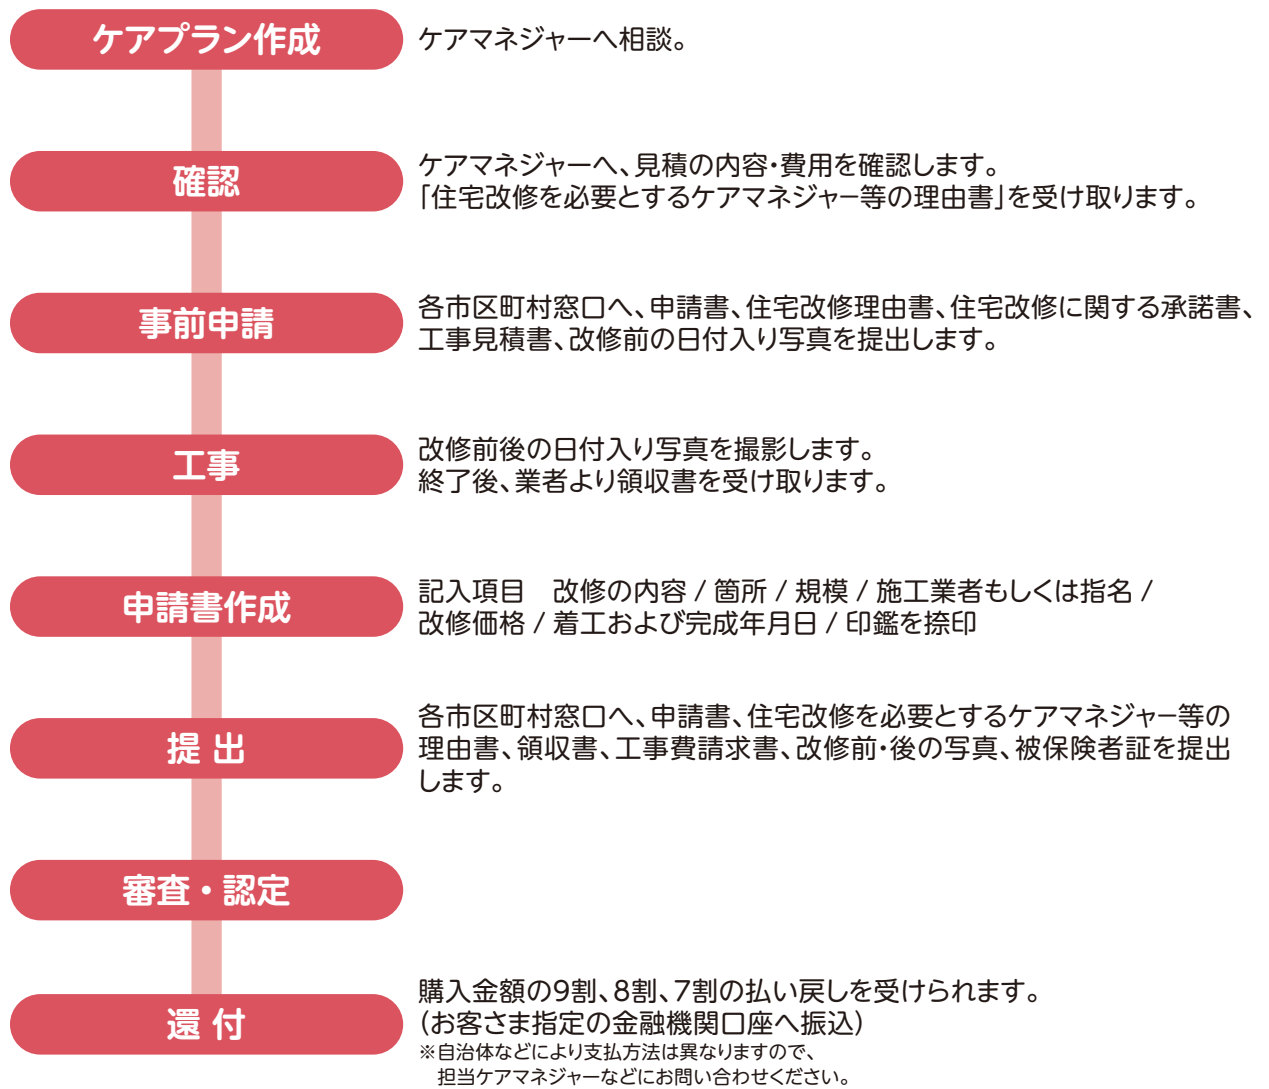 ケアプラン作成
ケアマネジャーへ相談。
確認
ケアマネジャーへ、見積の内容・費用を確認します。
「住宅改修を必要とするケアマネジャー等の理由書」を受け取ります。
事前申請
各市区町村窓口へ、申請書、住宅改修理由書、住宅改修に関する承諾書、
工事見積書、改修前の日付入り写真を提出します。
工事
改修前後の日付入り写真を撮影します。
終了後、業者より領収書を受け取ります。
申請書作成
記入項目　改修の内容 / 箇所 / 規模 / 施工業者もしくは指名 /
改修価格 / 着工および完成年月日 / 印鑑を捺印
提 出
各市区町村窓口へ、申請書、住宅改修を必要とするケアマネジャー等の
理由書、領収書、工事費請求書、改修前・後の写真、被保険者証を提出
します。
審査・認定
還 付
購入金額の9割、8割、7割の払い戻しを受けられます。
（お客さま指定の金融機関口座へ振込）
※自治体などにより支払方法は異なりますので、
担当ケアマネジャーなどにお問い合わせください。